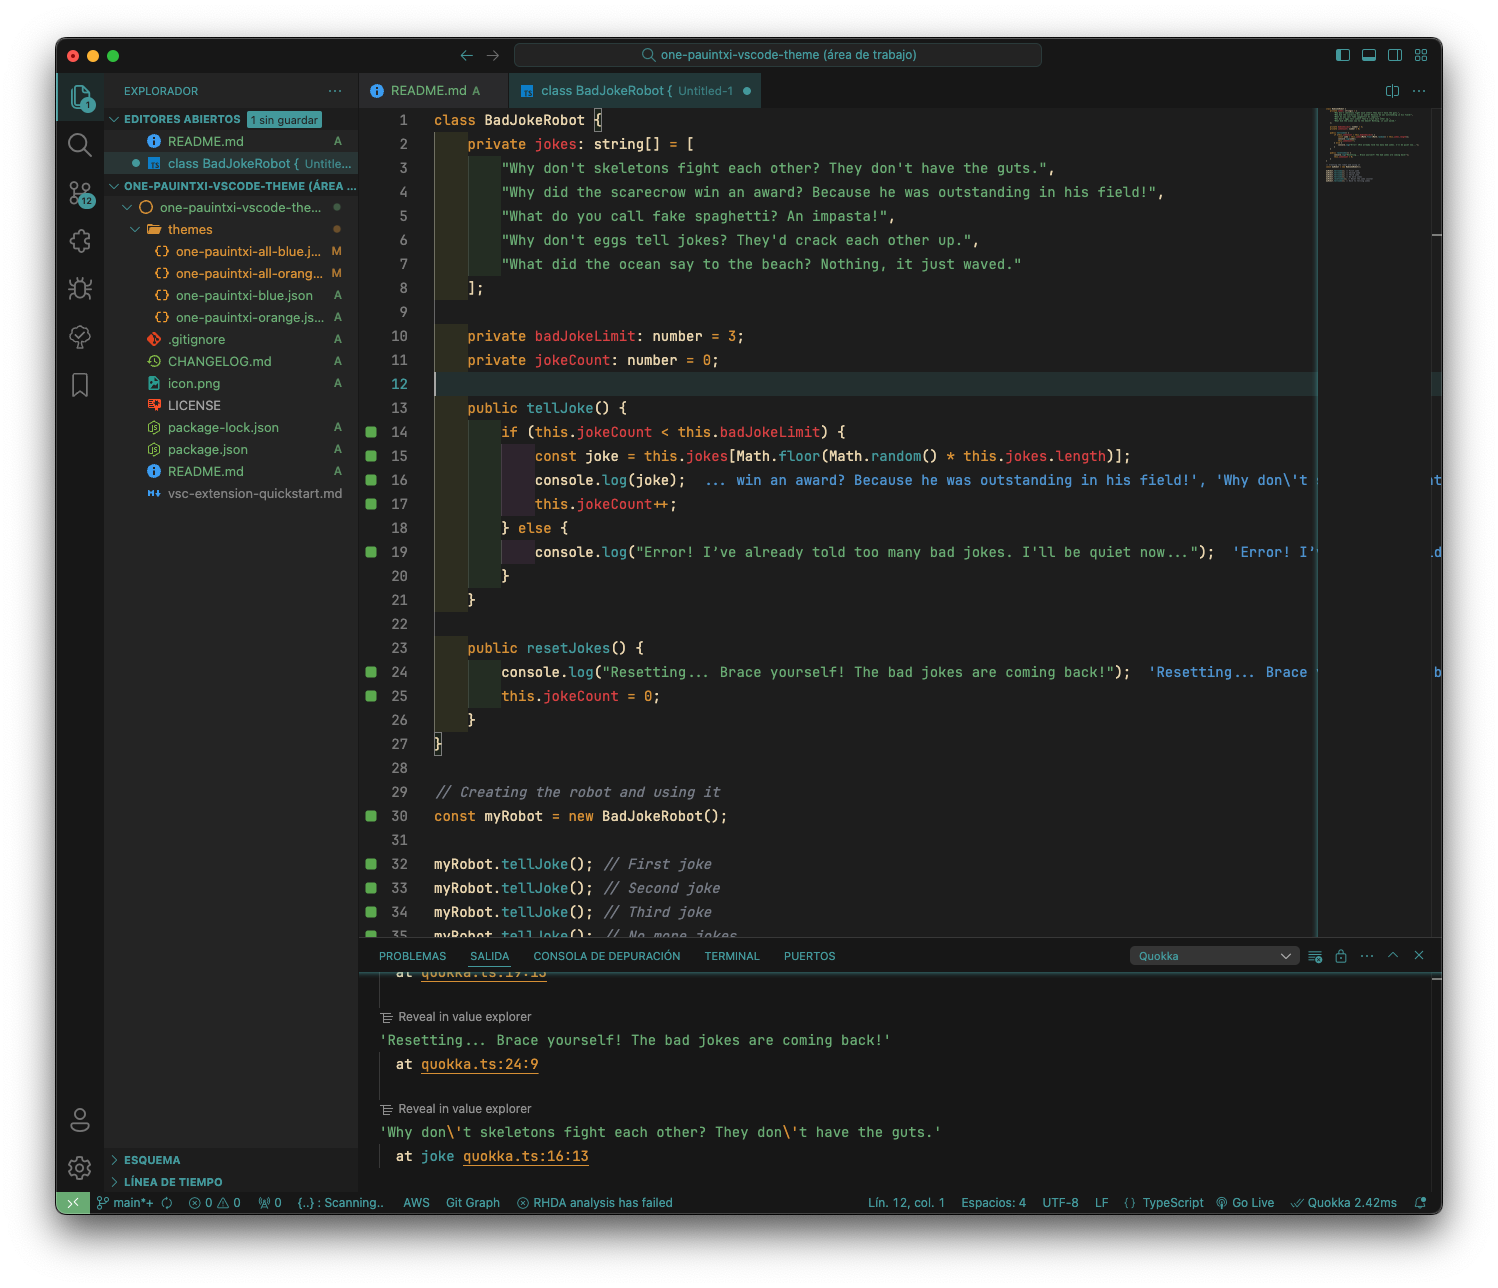 one-pauintxi-vscode-theme (área de trabajo)
EXPLORADOR
README.md A
class BadJokeRobot { Untitled-1
EDITORES ABIERTOS 1 sin guardar
README.md A
class BadJokeRobot { Untitle...
ONE-PAUINTXI-VSCODE-THEME (ÁREA ...
one-pauintxi-vscode-the...
themes
{} one-pauintxi-all-blue.j... M
{} one-pauintxi-all-orang... M
{} one-pauintxi-blue.json A
{} one-pauintxi-orange.js... A
.gitignore A
CHANGELOG.md A
icon.png A
LICENSE
package-lock.json A
package.json A
README.md A
vsc-extension-quickstart.md
1
12
ESQUEMA
LÍNEA DE TIEMPO
1 class BadJokeRobot {
2 private jokes: string[] = [
3 "Why don't skeletons fight each other? They don't have the guts.",
4 "Why did the scarecrow win an award? Because he was outstanding in his field!",
5 "What do you call fake spaghetti? An impasta!",
6 "Why don't eggs tell jokes? They'd crack each other up.",
7 "What did the ocean say to the beach? Nothing, it just waved."
8 ];
9
10 private badJokeLimit: number = 3;
11 private jokeCount: number = 0;
12
13 public tellJoke() {
14 if (this.jokeCount < this.badJokeLimit) {
15 const joke = this.jokes[Math.floor(Math.random() * this.jokes.length)];
16 console.log(joke); ... win an award? Because he was outstanding in his field!', 'Why don\'t
17 this.jokeCount++;
18 } else {
19 console.log("Error! I’ve already told too many bad jokes. I'll be quiet now..."); 'Error! I’
20 }
21 }
22
23 public resetJokes() {
24 console.log("Resetting... Brace yourself! The bad jokes are coming back!"); 'Resetting... Brace
25 this.jokeCount = 0;
26 }
27 }
28
29 // Creating the robot and using it
30 const myRobot = new BadJokeRobot();
31
32 myRobot.tellJoke(); // First joke
33 myRobot.tellJoke(); // Second joke
34 myRobot.tellJoke(); // Third joke
35 myRobot.tellJoke(); // No more jokes
PROBLEMAS SALIDA CONSOLA DE DEPURACIÓN TERMINAL PUERTOS Quokka
at quokka.ts:19:13
Reveal in value explorer
'Resetting... Brace yourself! The bad jokes are coming back!'
at quokka.ts:24:9
Reveal in value explorer
'Why don\'t skeletons fight each other? They don\'t have the guts.'
at joke quokka.ts:16:13
main*+ 0 0 0 {..} : Scanning.. AWS Git Graph RHDA analysis has failed Lín. 12, col. 1 Espacios: 4 UTF-8 LF {} TypeScript Go Live Quokka 2.42ms